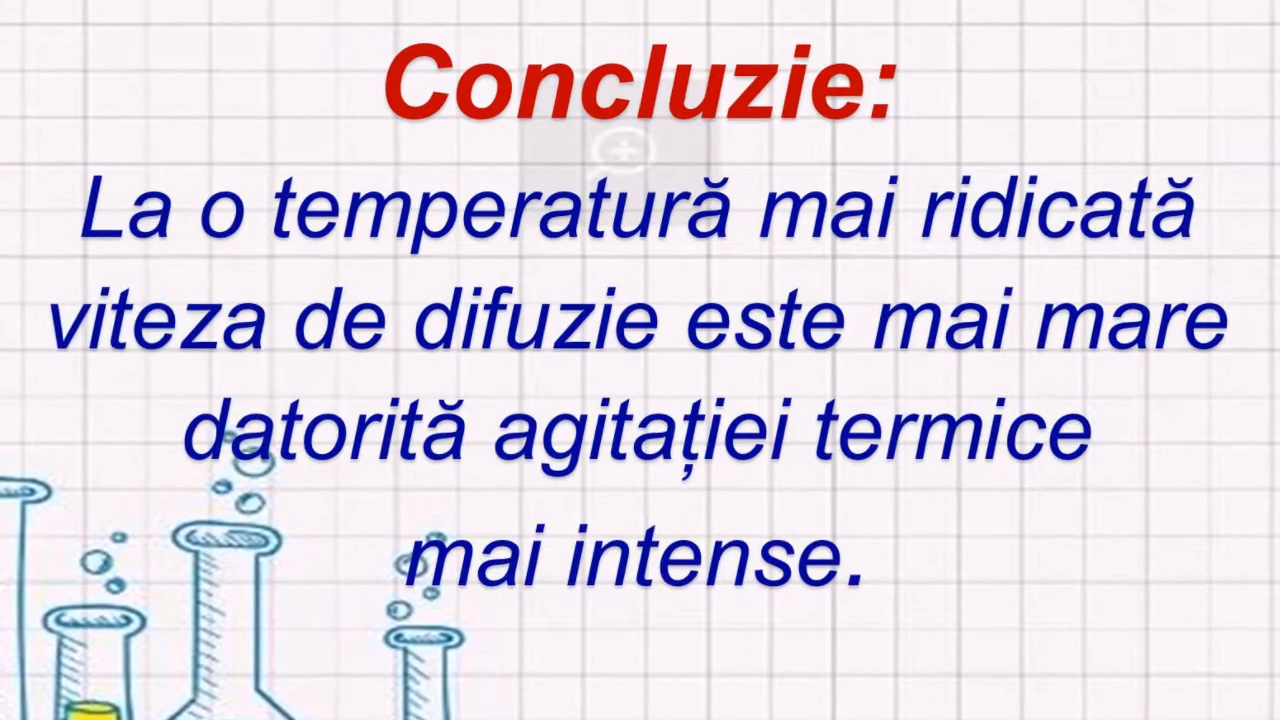 Concluzie:
La o temperatură mai ridicată
viteza de difuzie este mai mare
datorită agitației termice
mai intense.